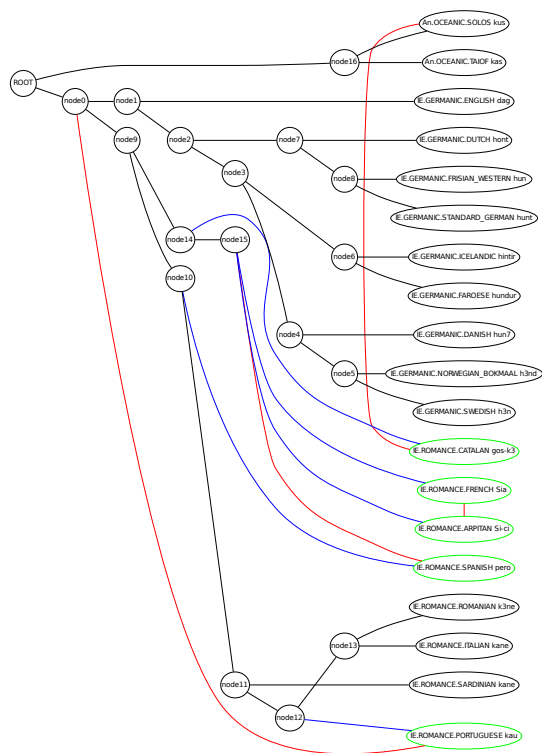 An.OCEANIC.SOLOS kus
node16
An.OCEANIC.TAIOF kas
ROOT
node0
node1
IE.GERMANIC.ENGLISH dag
node9
node2
node7
IE.GERMANIC.DUTCH hont
node3
node8
IE.GERMANIC.FRISIAN_WESTERN hun
IE.GERMANIC.STANDARD_GERMAN hunt
node14
node15
node6
IE.GERMANIC.ICELANDIC hintir
node10
IE.GERMANIC.FAROESE hundur
node4
IE.GERMANIC.DANISH hun7
node5
IE.GERMANIC.NORWEGIAN_BOKMAAL h3nd
IE.GERMANIC.SWEDISH h3n
IE.ROMANCE.CATALAN gos-k3
IE.ROMANCE.FRENCH Sia
IE.ROMANCE.ARPITAN Si-ci
IE.ROMANCE.SPANISH pero
IE.ROMANCE.ROMANIAN k3ne
node13
IE.ROMANCE.ITALIAN kane
node11
IE.ROMANCE.SARDINIAN kane
node12
IE.ROMANCE.PORTUGUESE kau